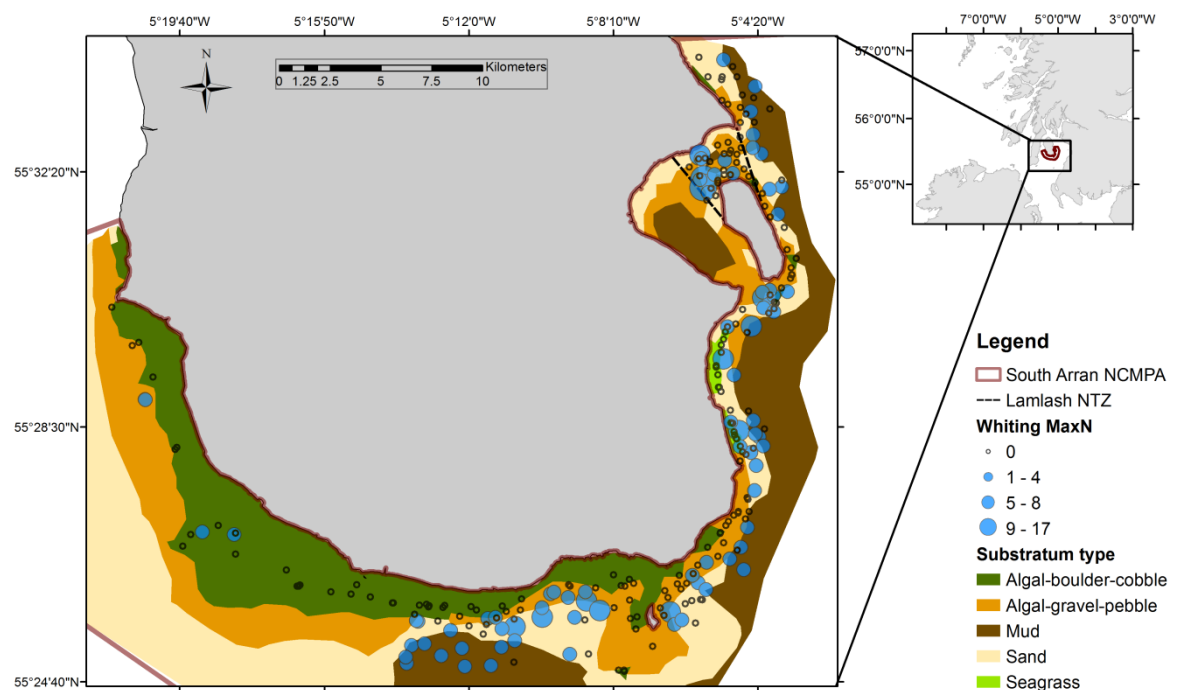 5°19'40"W 5°15'50"W 5°12'0"W 5°8'10"W 5°4'20"W
7°0'0"W 5°0'0"W 3°0'0"W
N
Kilometers
0 1.25 2.5 5 7.5 10
57°0'0"N
56°0'0"N
55°0'0"N
55°32'20"N
55°28'30"N
55°24'40"N
Legend
South Arran NCMPA
Lamlash NTZ
Whiting MaxN
0
1 - 4
5 - 8
9 - 17
Substratum type
Algal-boulder-cobble
Algal-gravel-pebble
Mud
Sand
Seagrass